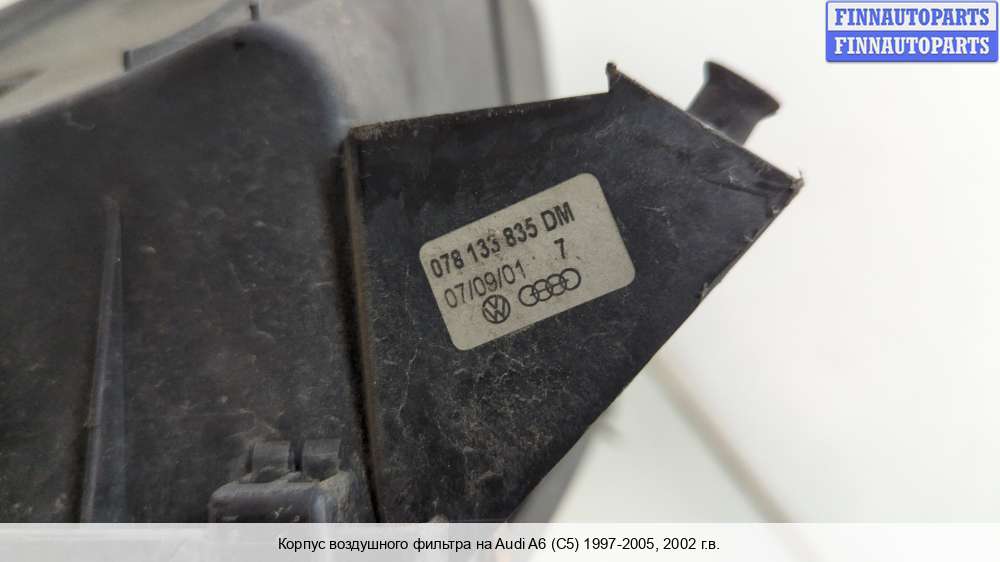 FINNAUTOPARTS
FINNAUTOPARTS
078 133 835 DM
07/09/01 7
Корпус воздушного фильтра на Audi A6 (C5) 1997-2005, 2002 г.в.